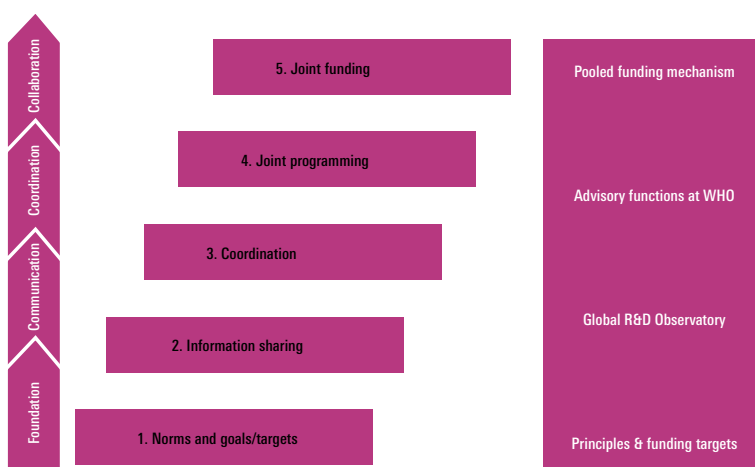 Collaboration
Coordination
Communication
Foundation
5. Joint funding
4. Joint programming
3. Coordination
2. Information sharing
1. Norms and goals/targets
Pooled funding mechanism
Advisory functions at WHO
Global R&D Observatory
Principles & funding targets